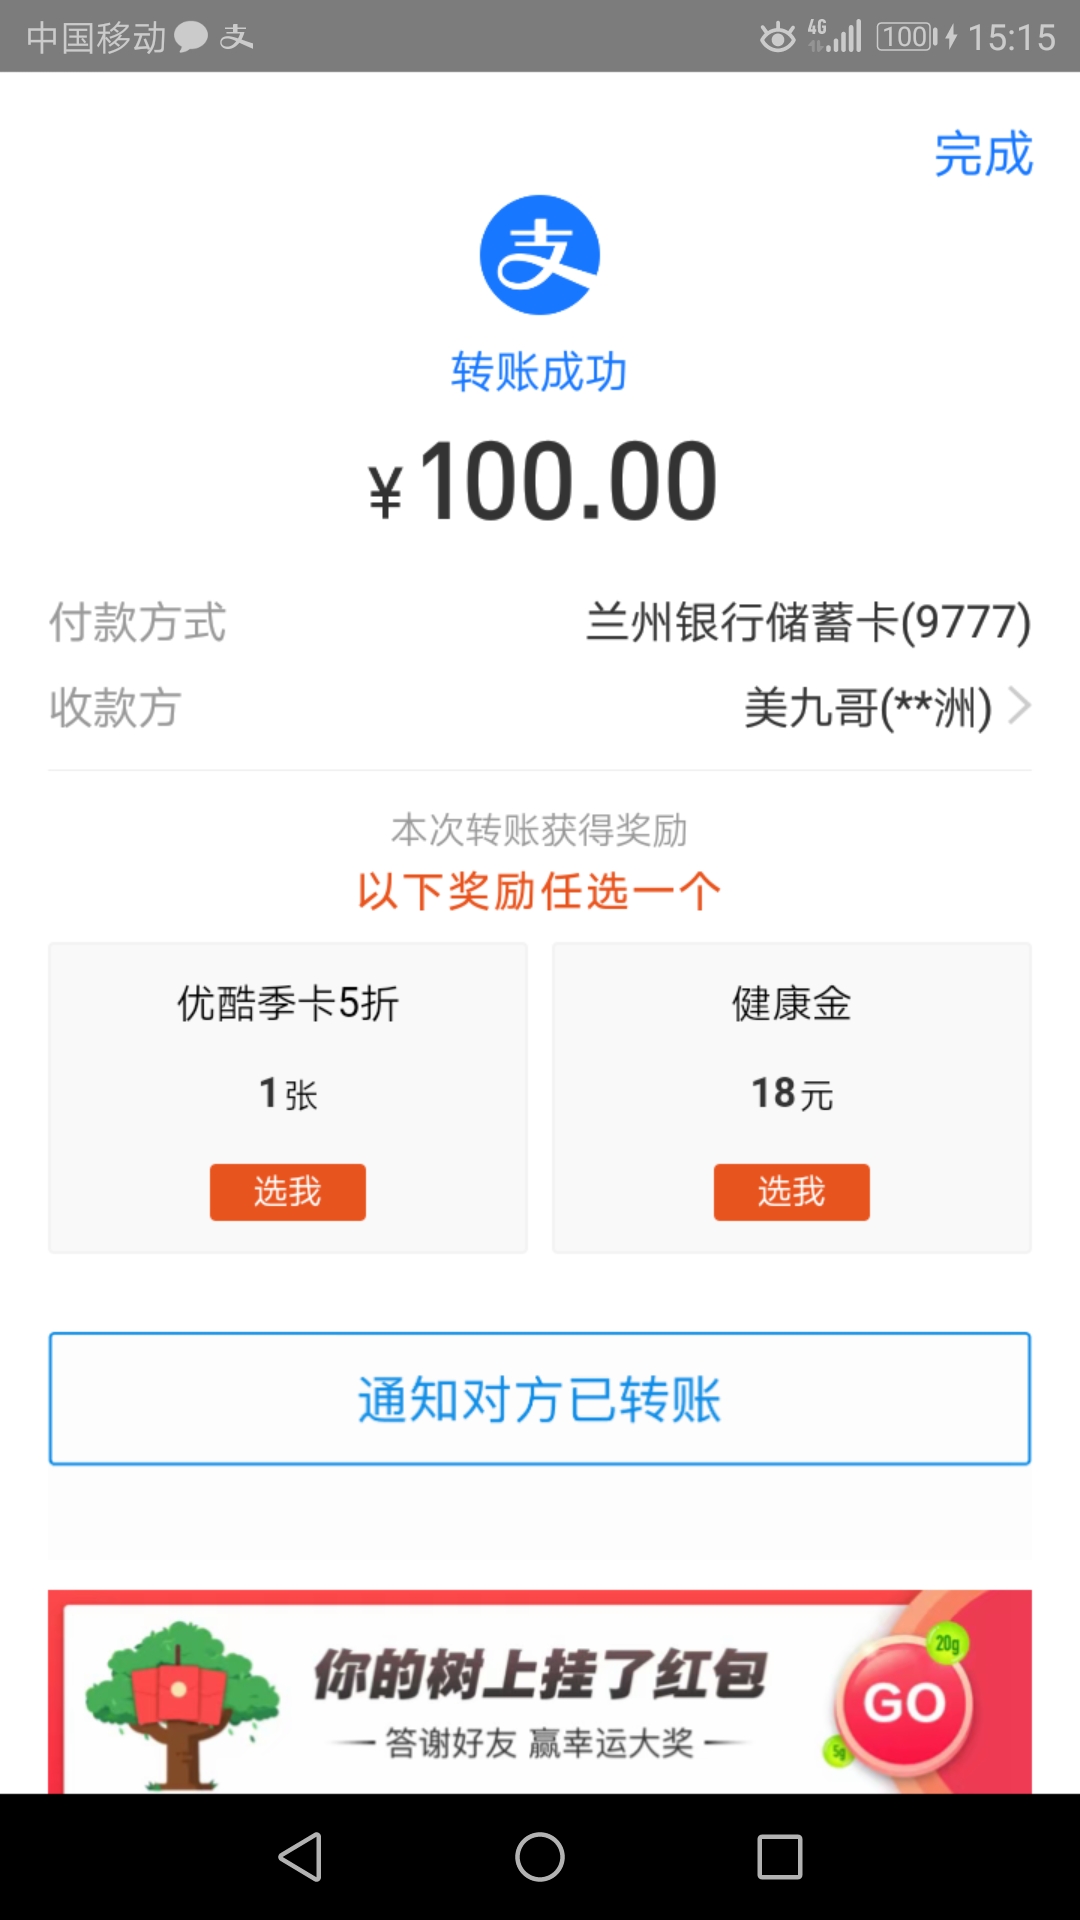 中国移动 支 4G 100 15:15
完成
支
转账成功
¥100.00
付款方式 兰州银行储蓄卡(9777)
收款方 美九哥(**洲)
本次转账获得奖励
以下奖励任选一个
优酷季卡5折 健康金
1张 18元
选我 选我
通知对方已转账
你的树上挂了红包
答谢好友 赢幸运大奖
20g
GO
5g